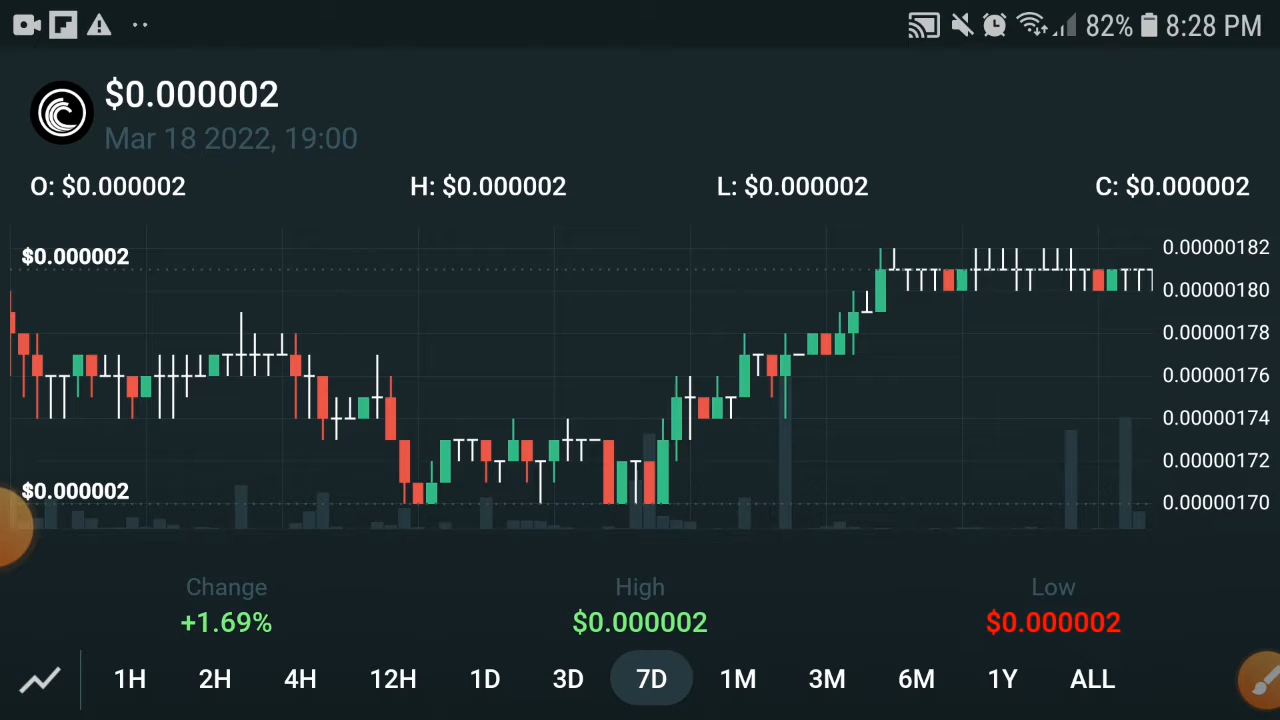 82% 8:28 PM
$0.000002
Mar 18 2022, 19:00
O: $0.000002 H: $0.000002 L: $0.000002 C: $0.000002
$0.000002
0.00000182
0.00000180
0.00000178
0.00000176
0.00000174
0.00000172
$0.000002
0.00000170
Change High Low
+1.69% $0.000002 $0.000002
1H 2H 4H 12H 1D 3D 7D 1M 3M 6M 1Y ALL